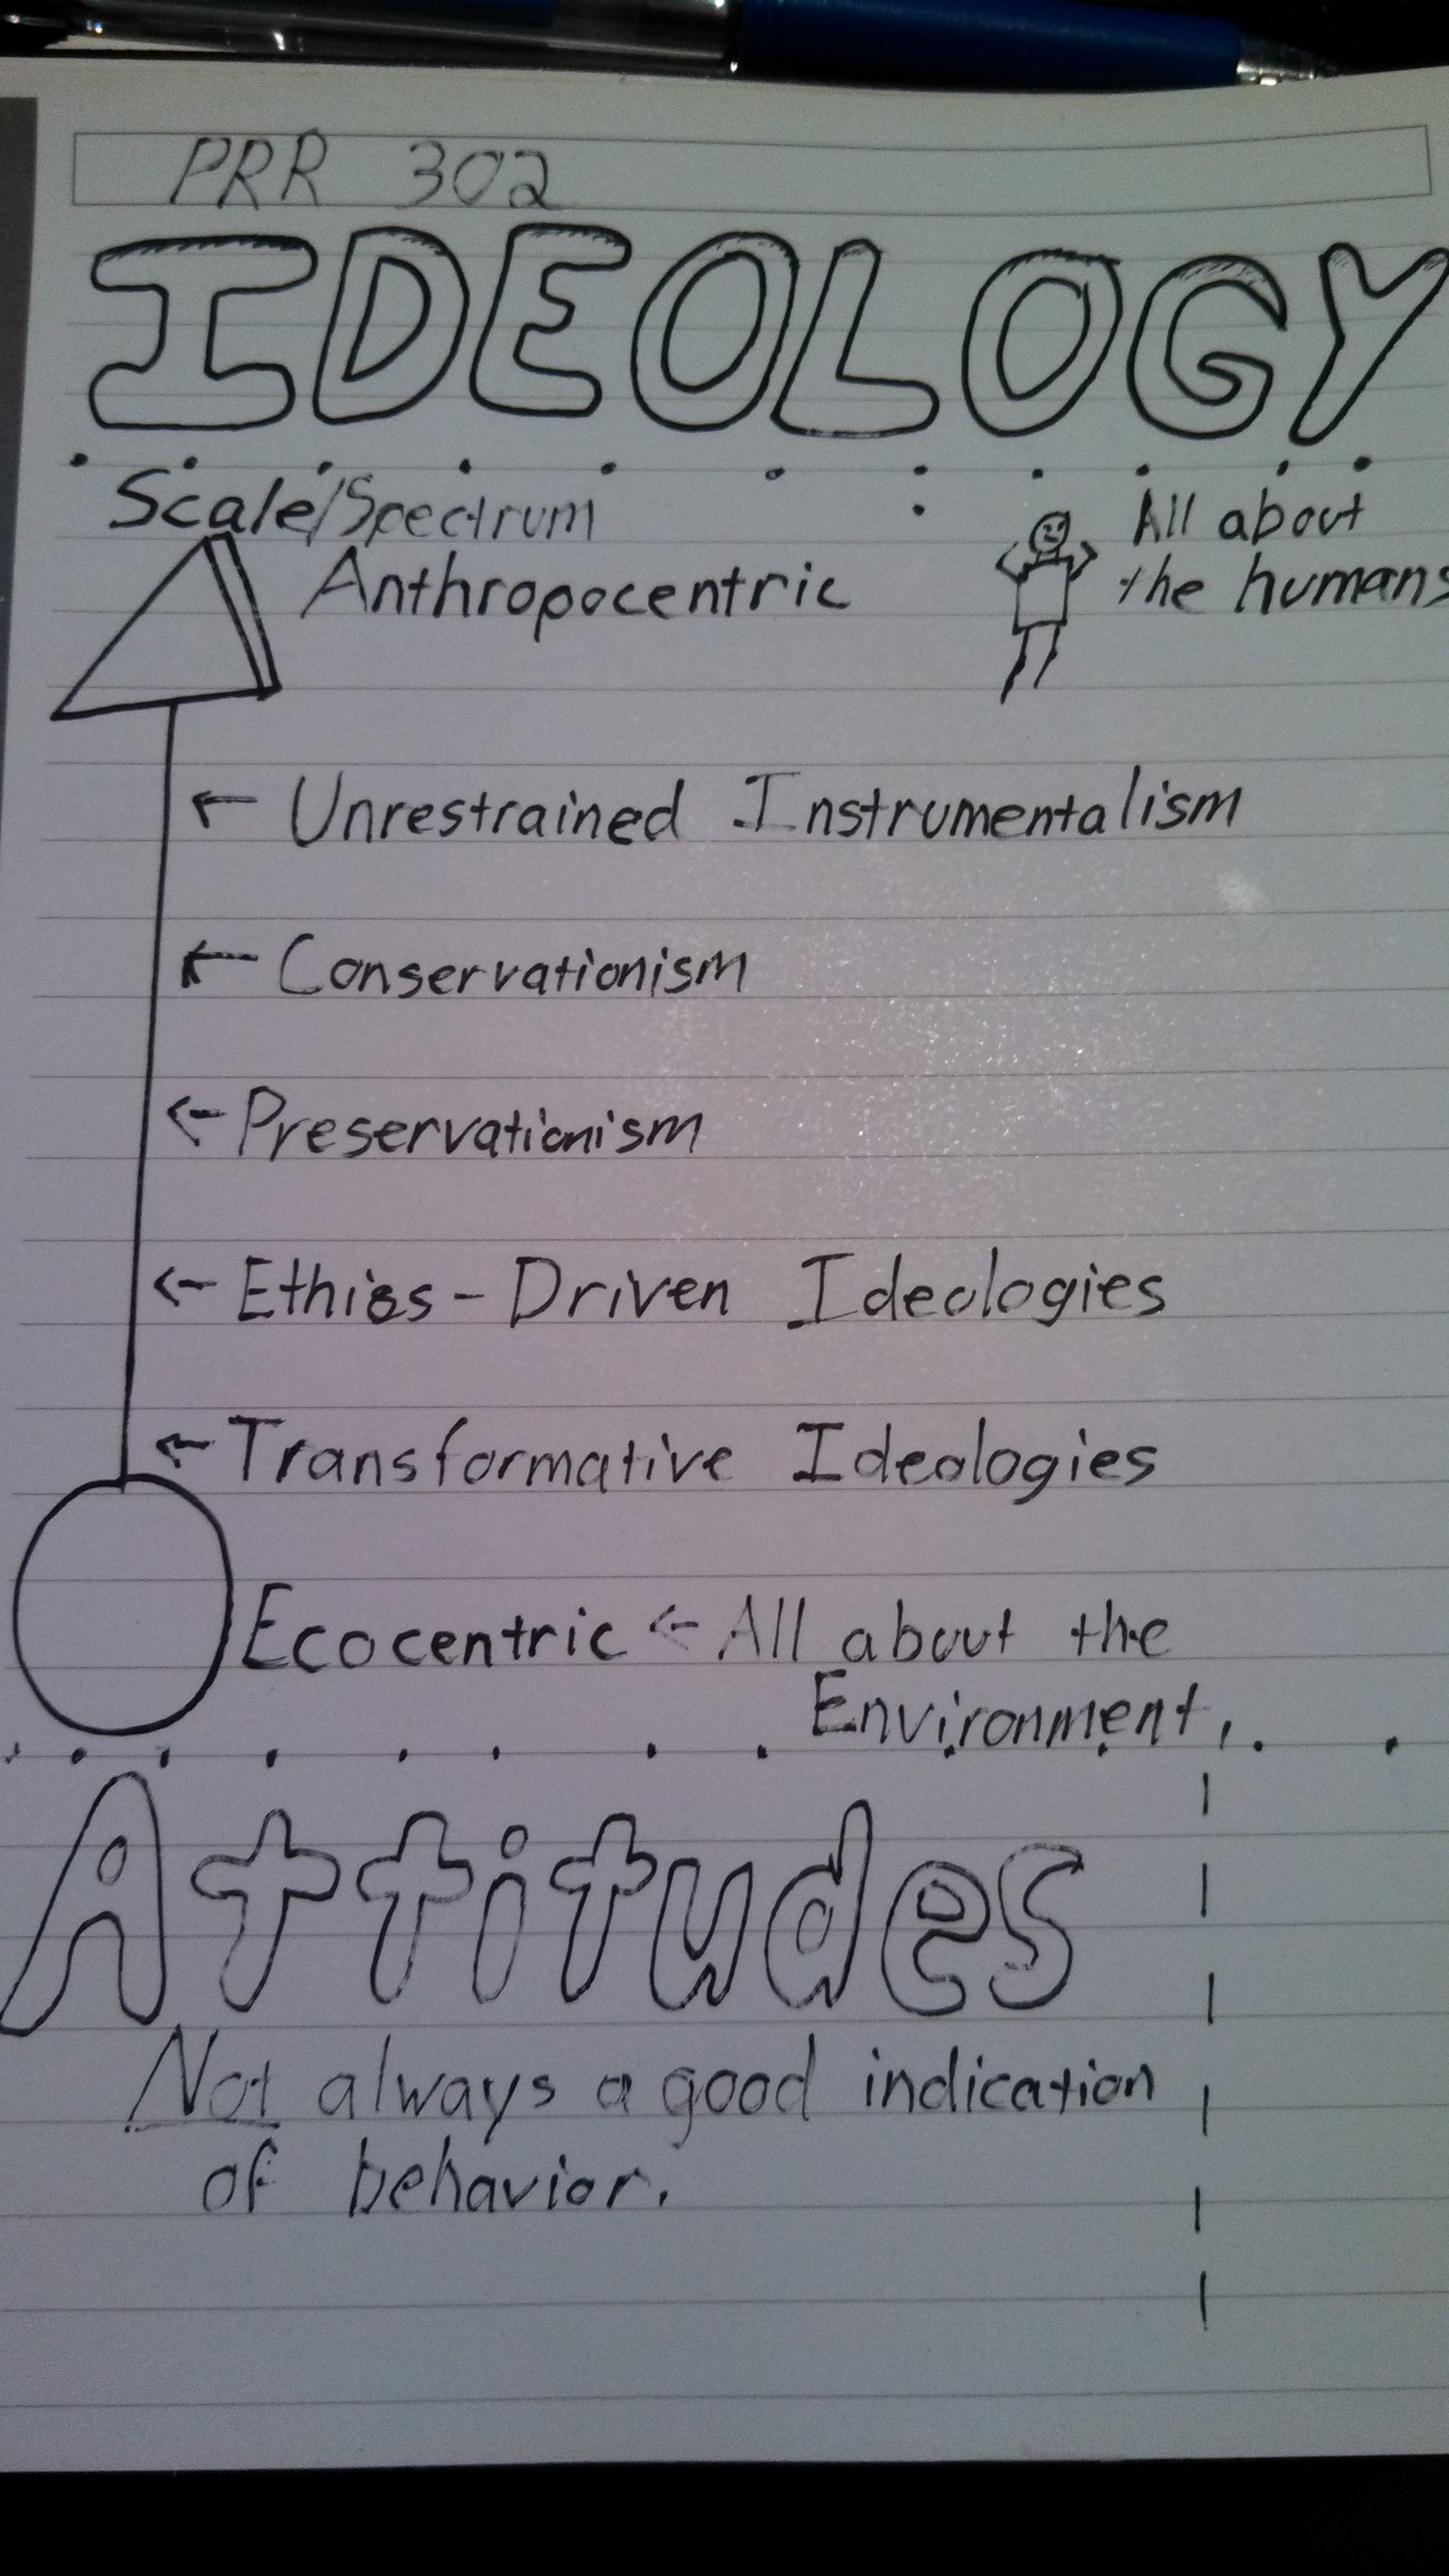 PRR 302
IDEOLOGY
Scale/Spectrum
All about
the humans
Anthropocentric
← Unrestrained Instrumentalism
← Conservationism
← Preservationism
← Ethics-Driven Ideologies
← Transformative Ideologies
Ecocentric ← All about the
Environment.
Attitudes
Not always a good indication
of behavior.